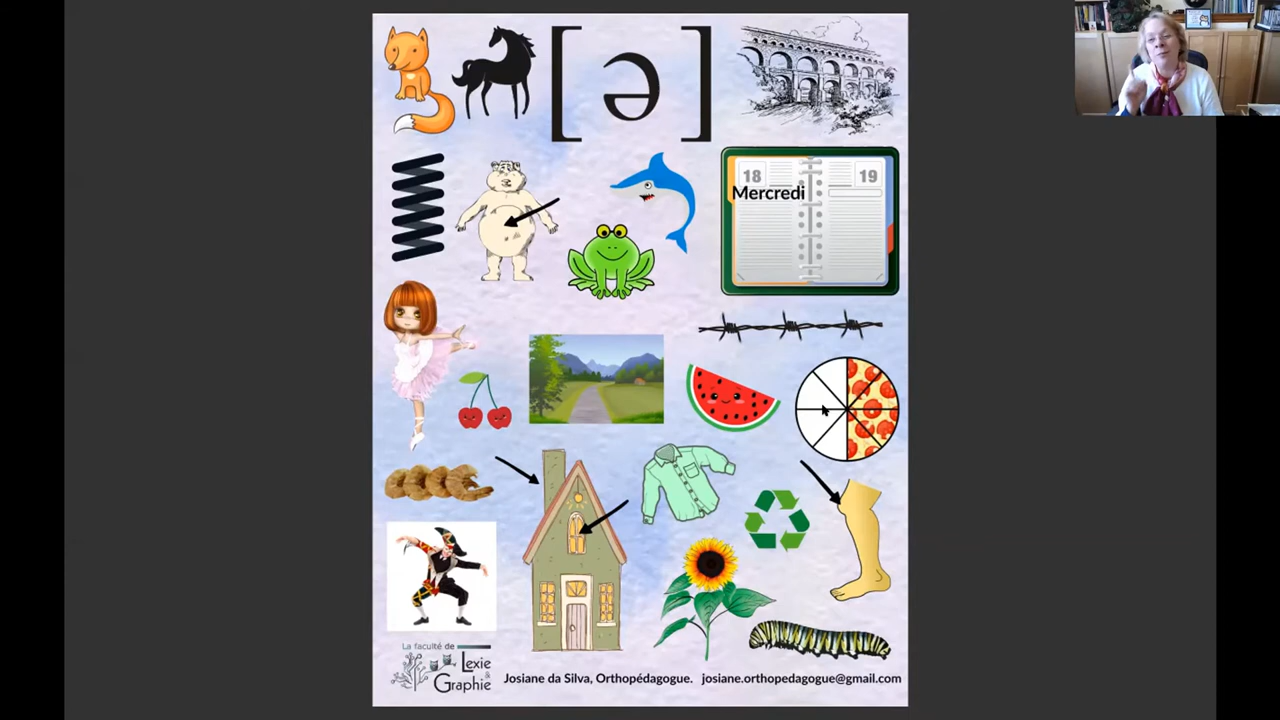 [ə]
18 19
Mercredi
La faculté de
Lexie
&
Graphie
Josiane da Silva, Orthopédagogue. josiane.orthopedagogue@gmail.com